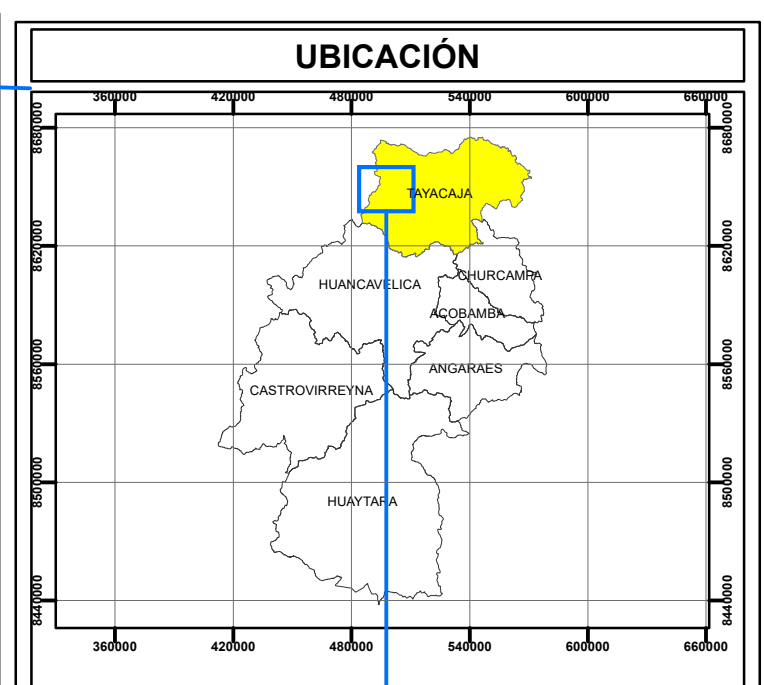 UBICACIÓN
360000 420000 480000 540000 600000 660000
8680000 8680000
TAYACAJA
8620000 8620000
CHURCAMPA
HUANCAVELICA
ACOBAMBA
8560000 8560000
ANGARAES
CASTROVIRREYNA
8500000 8500000
HUAYTARA
8440000 8440000
360000 420000 480000 540000 600000 660000